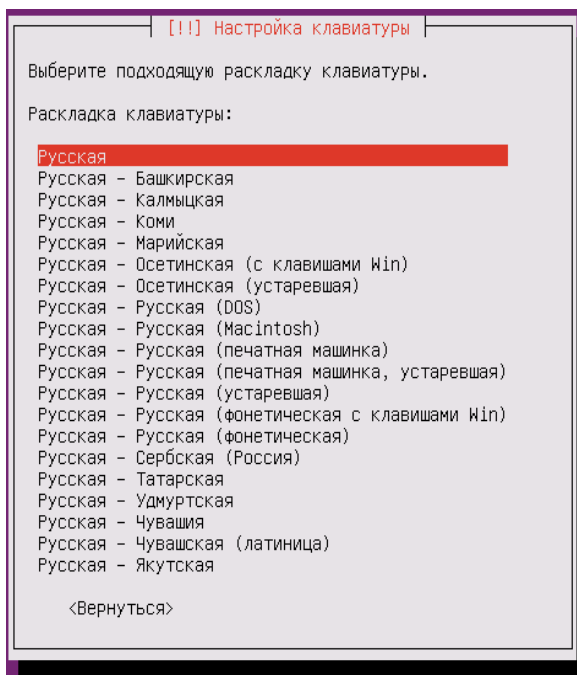 [!!] Настройка клавиатуры
Выберите подходящую раскладку клавиатуры.
Раскладка клавиатуры:
Русская
Русская – Башкирская
Русская – Калмыцкая
Русская – Коми
Русская – Марийская
Русская – Осетинская (с клавишами Win)
Русская – Осетинская (устаревшая)
Русская – Русская (DOS)
Русская – Русская (Macintosh)
Русская – Русская (печатная машинка)
Русская – Русская (печатная машинка, устаревшая)
Русская – Русская (устаревшая)
Русская – Русская (фонетическая с клавишами Win)
Русская – Русская (фонетическая)
Русская – Сербская (Россия)
Русская – Татарская
Русская – Удмуртская
Русская – Чувашия
Русская – Чувашская (латиница)
Русская – Якутская
<Вернуться>